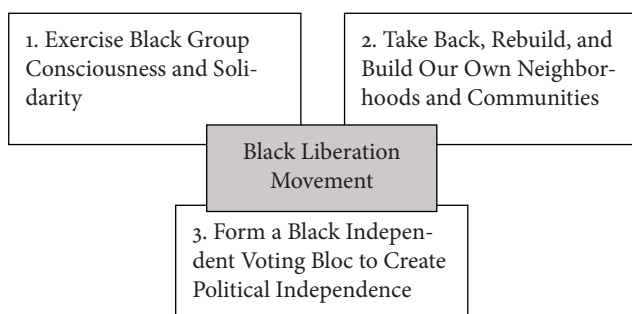 1. Exercise Black Group
Consciousness and Soli-
darity
2. Take Back, Rebuild, and
Build Our Own Neighbor-
hoods and Communities
Black Liberation
Movement
3. Form a Black Indepen-
dent Voting Bloc to Create
Political Independence